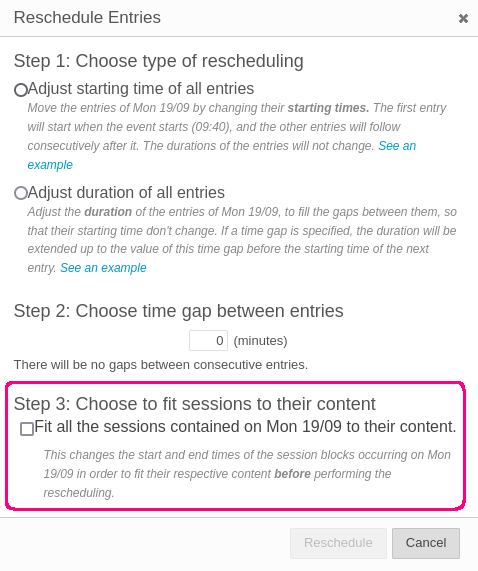 Reschedule Entries ✖
Step 1: Choose type of rescheduling
Adjust starting time of all entries
Move the entries of Mon 19/09 by changing their starting times. The first entry
will start when the event starts (09:40), and the other entries will follow
consecutively after it. The durations of the entries will not change. See an
example
Adjust duration of all entries
Adjust the duration of the entries of Mon 19/09, to fill the gaps between them, so
that their starting time don't change. If a time gap is specified, the duration will be
extended up to the value of this time gap before the starting time of the next
entry. See an example
Step 2: Choose time gap between entries
0 (minutes)
There will be no gaps between consecutive entries.
Step 3: Choose to fit sessions to their content
Fit all the sessions contained on Mon 19/09 to their content.
This changes the start and end times of the session blocks occurring on Mon
19/09 in order to fit their respective content before performing the
rescheduling.
Reschedule Cancel